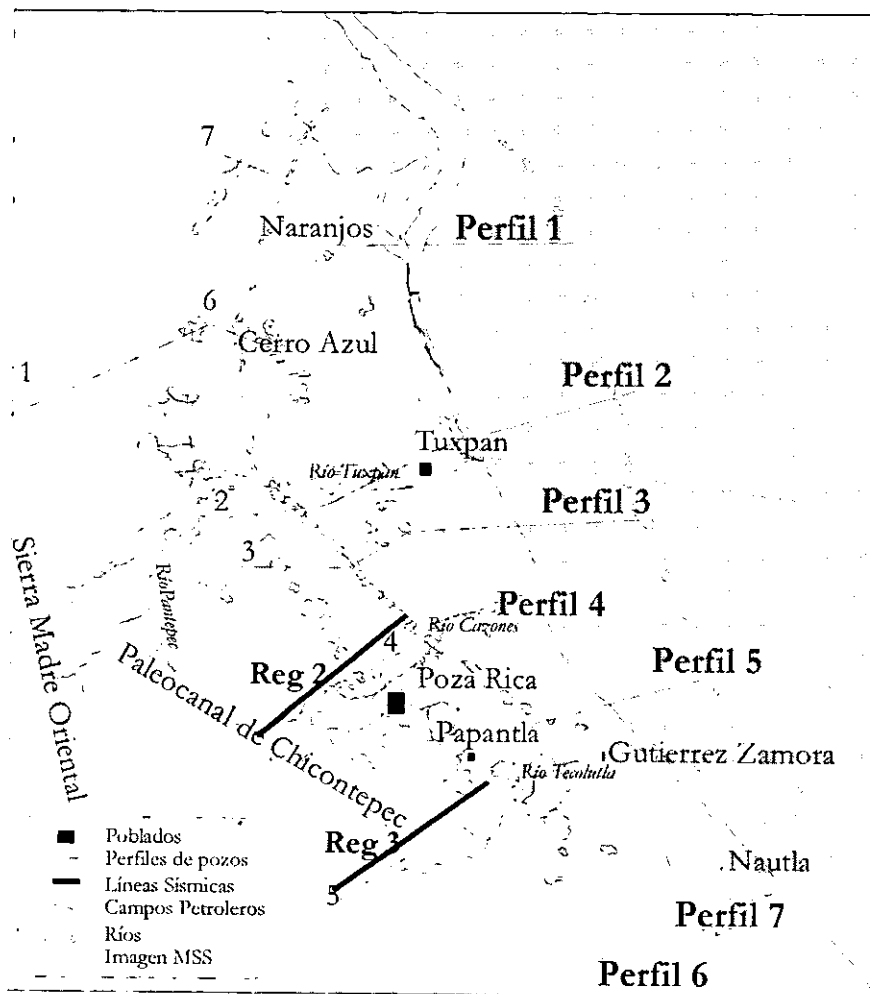 7
Naranjos
Perfil 1
6
Cerro Azul
1
Perfil 2
Tuxpan
Río Tuxpan
2
Perfil 3
3
Sierra Madre Oriental
Río Pantepec
Perfil 4
Río Cazones
4
Paleocanal de Chicontepec
Reg 2
Perfil 5
Poza Rica
Papantla
Gutierrez Zamora
Río Tecolutla
Reg 3
5
Nautla
Perfil 7
Perfil 6
Poblados
Perfiles de pozos
Líneas Sísmicas
Campos Petroleros
Ríos
Imagen MSS